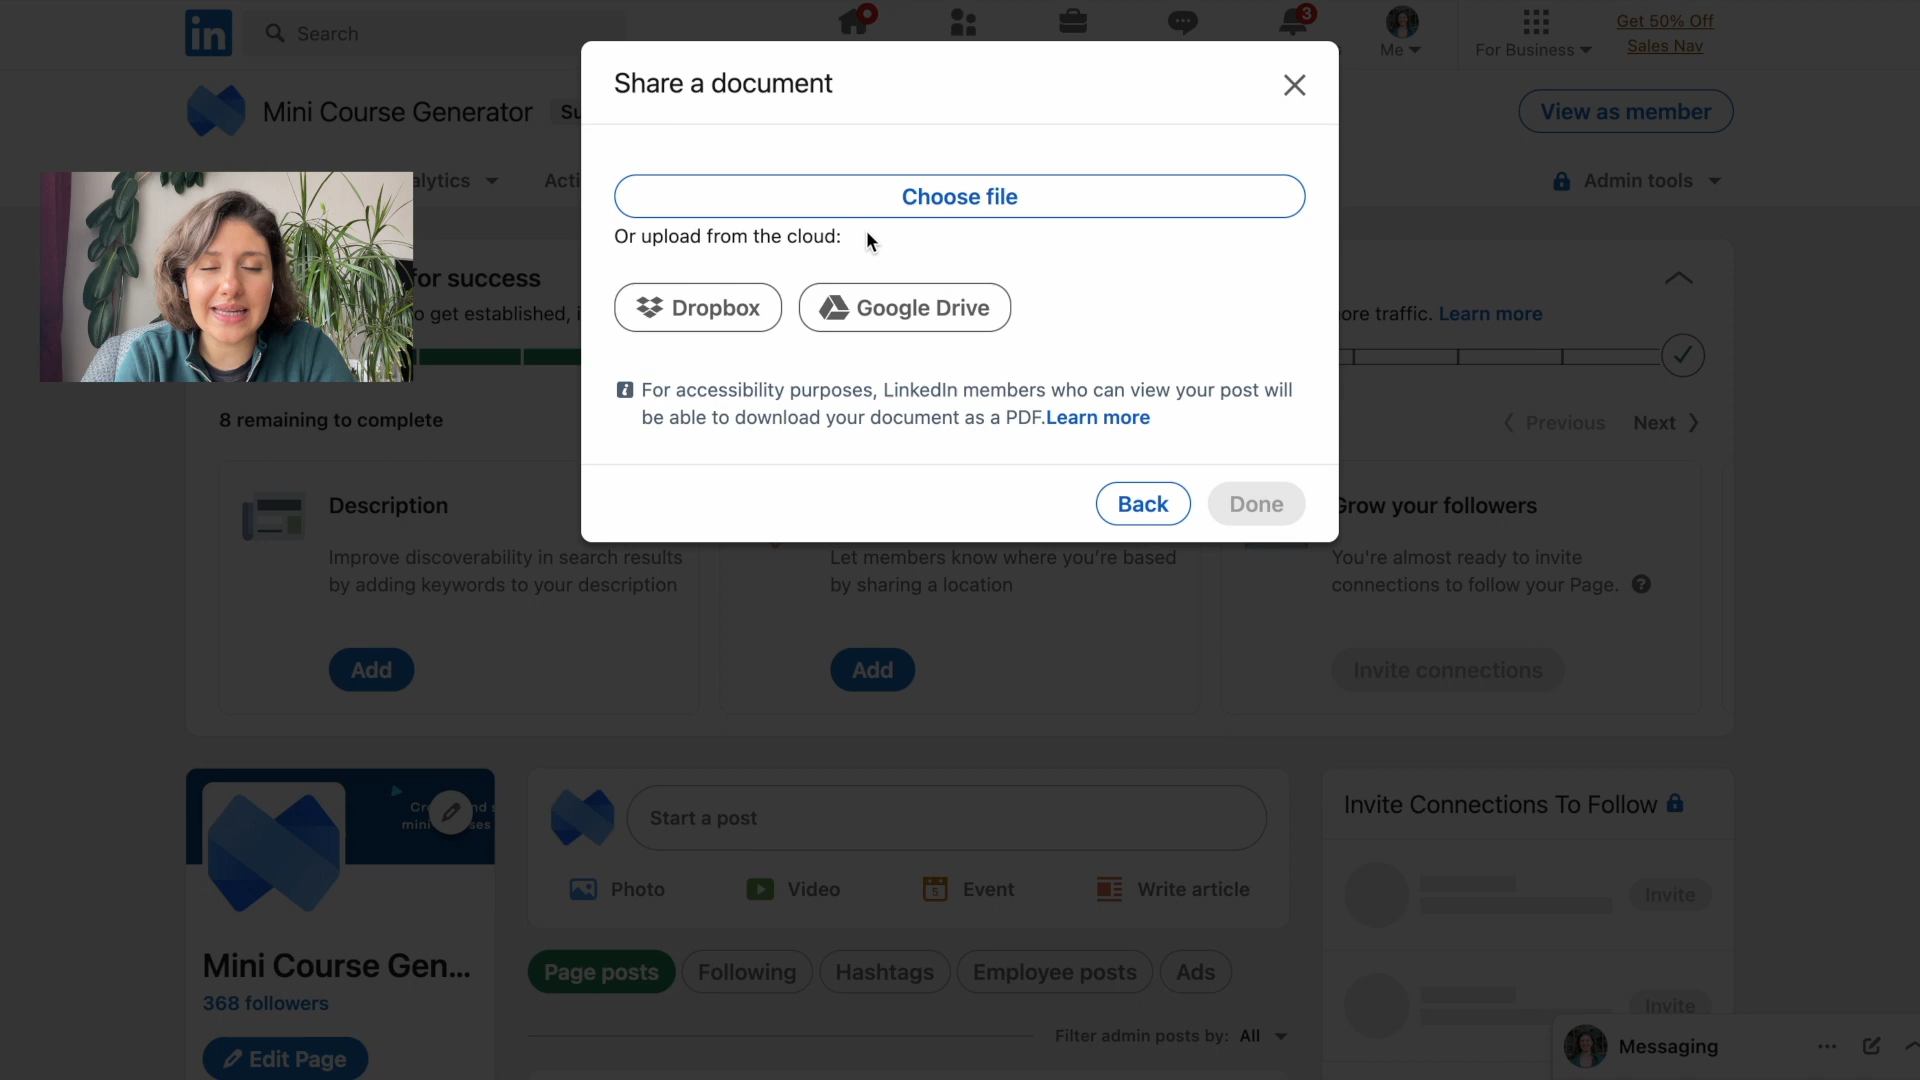 in
Search
3
Me
For Business
Get 50% Off
Sales Nav
Mini Course Generator
View as member
alytics
Admin tools
Share a document
Choose file
Or upload from the cloud:
Dropbox
Google Drive
For accessibility purposes, LinkedIn members who can view your post will
be able to download your document as a PDF. Learn more
Back
Done
for success
o get established,
ore traffic. Learn more
8 remaining to complete
Previous
Next
Description
Improve discoverability in search results
by adding keywords to your description
Add
Let members know where you're based
by sharing a location
Add
Grow your followers
You're almost ready to invite
connections to follow your Page.
Invite connections
Mini Course Gen...
368 followers
Edit Page
Start a post
Photo
Video
5
Event
Write article
Page posts
Following
Hashtags
Employee posts
Ads
Filter admin posts by: All
Invite Connections To Follow
Invite
Invite
Messaging